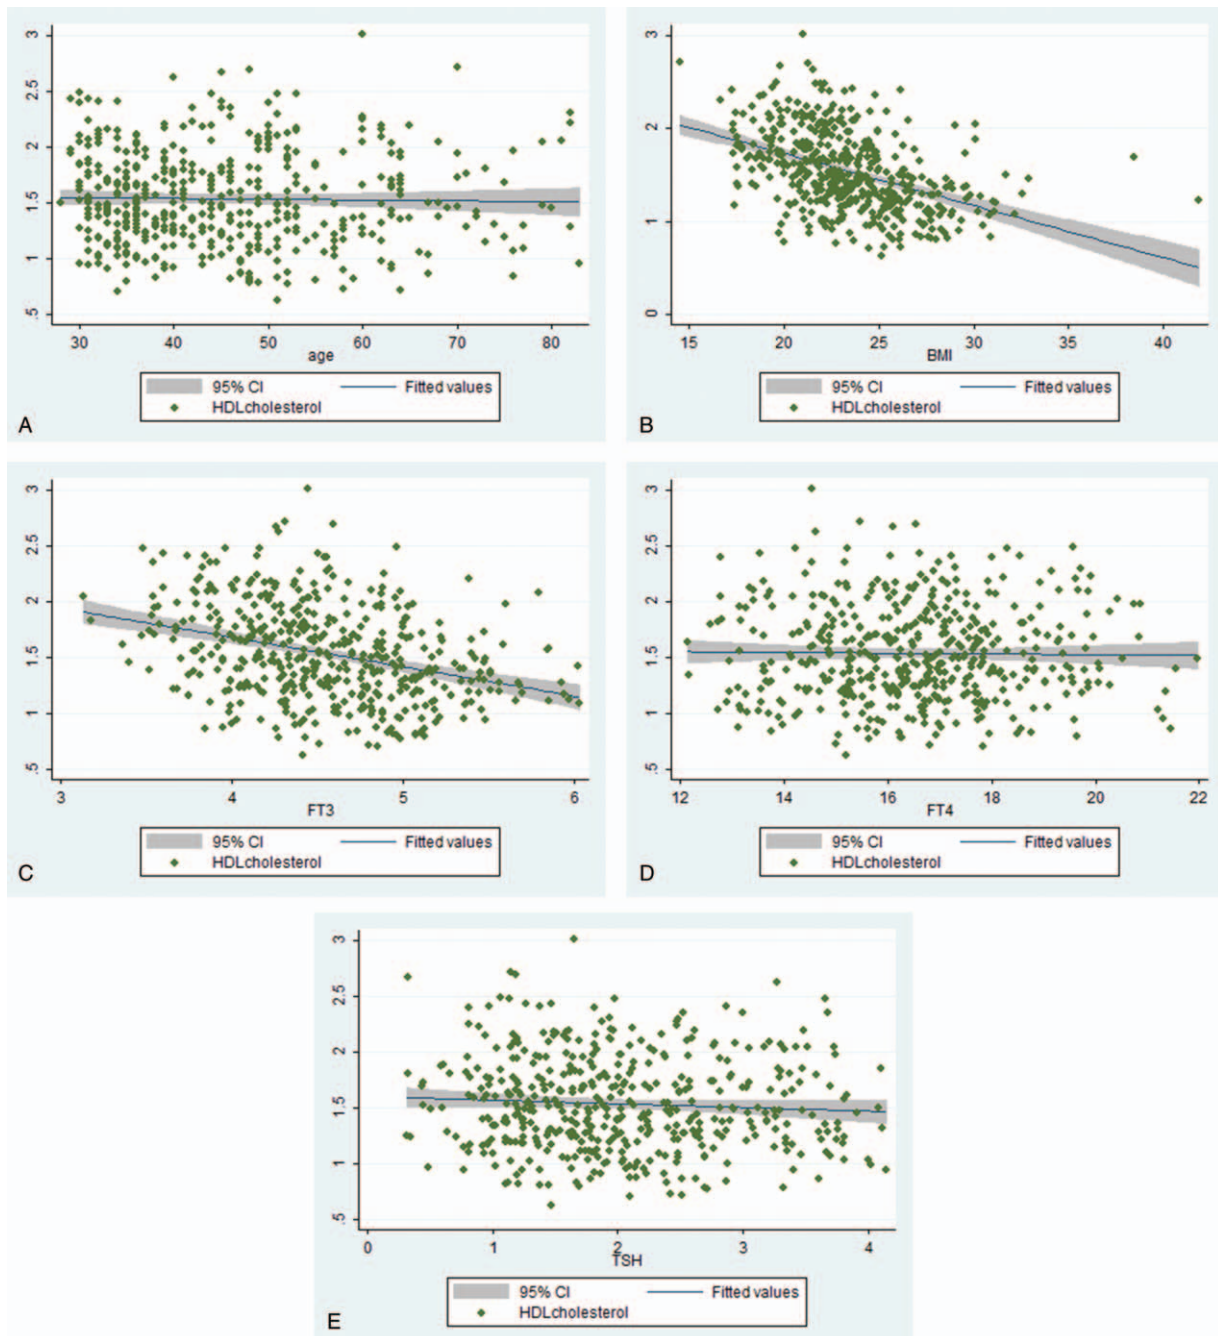 3
2.5
2
1.5
1
.5
30 40 50 60 70 80
age
95% CI Fitted values
HDLcholesterol
A
3
2
1
0
15 20 25 30 35 40
BMI
95% CI Fitted values
HDLcholesterol
B
3
2.5
2
1.5
1
.5
3 4 5 6
FT3
95% CI Fitted values
HDLcholesterol
C
3
2.5
2
1.5
1
.5
12 14 16 18 20 22
FT4
95% CI Fitted values
HDLcholesterol
D
3
2.5
2
1.5
1
.5
0 1 2 3 4
TSH
95% CI Fitted values
HDLcholesterol
E